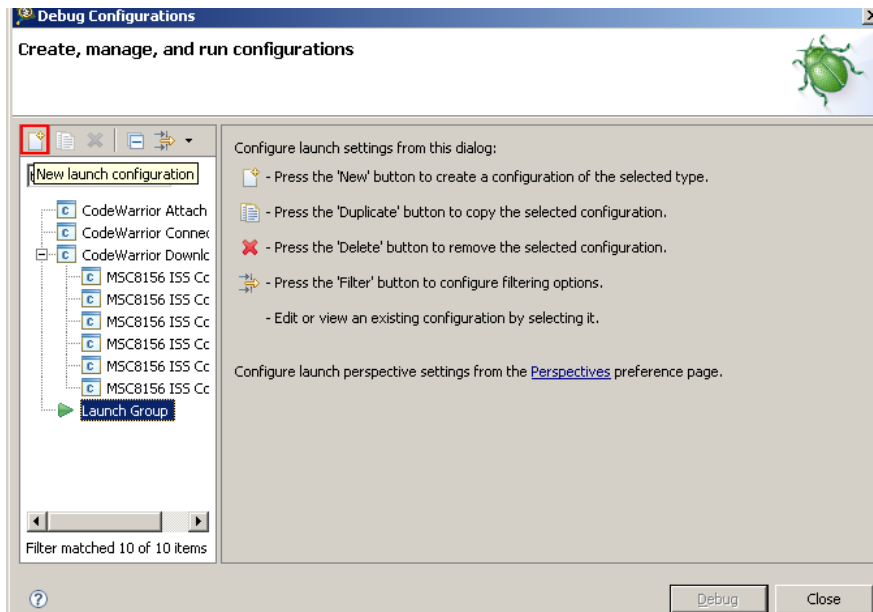 Debug Configurations
Create, manage, and run configurations
New launch configuration
CodeWarrior Attach
CodeWarrior Connec
CodeWarrior Downlc
MSC8156 ISS Cc
MSC8156 ISS Cc
MSC8156 ISS Cc
MSC8156 ISS Cc
MSC8156 ISS Cc
MSC8156 ISS Cc
Launch Group
Filter matched 10 of 10 items
Configure launch settings from this dialog:
- Press the 'New' button to create a configuration of the selected type.
- Press the 'Duplicate' button to copy the selected configuration.
- Press the 'Delete' button to remove the selected configuration.
- Press the 'Filter' button to configure filtering options.
- Edit or view an existing configuration by selecting it.
Configure launch perspective settings from the Perspectives preference page.
Debug
Close